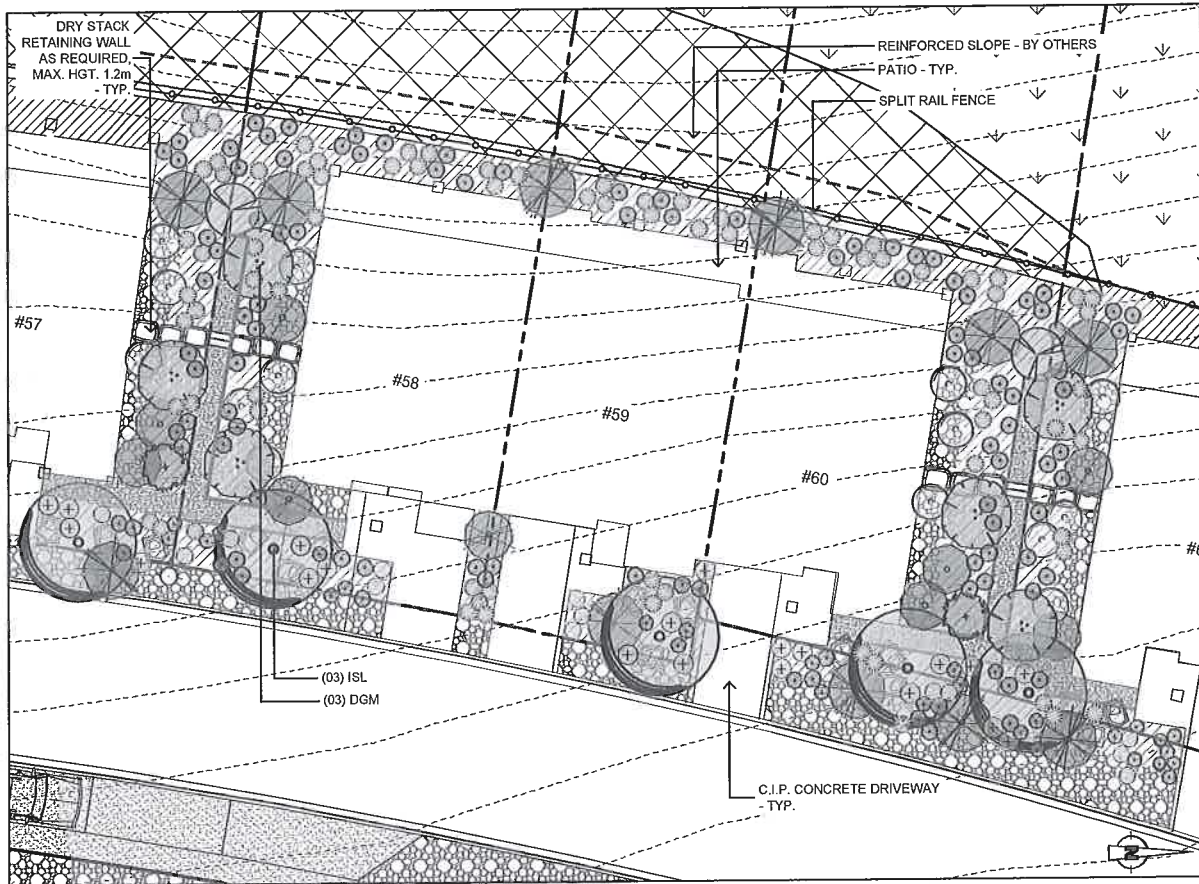 DRY STACK
RETAINING WALL
AS REQUIRED,
MAX. HGT. 1.2m
- TYP.
REINFORCED SLOPE - BY OTHERS
PATIO - TYP.
SPLIT RAIL FENCE
#57
#58
#59
#60
(03) ISL
(03) DGM
C.I.P. CONCRETE DRIVEWAY
- TYP.
N